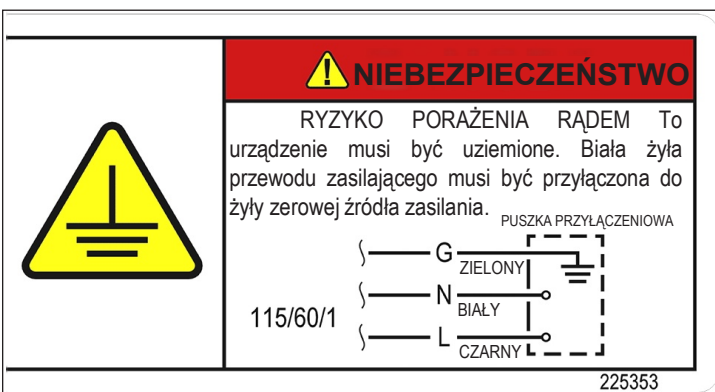 NIEBEZPIECZEŃSTWO
RYZYKO PORAŻENIA RĄDEM To
urządzenie musi być uziemione. Biała żyła
przewodu zasilającego musi być przyłączona do
żyły zerowej źródła zasilania.
PUSZKA PRZYŁĄCZENIOWA
G ZIELONY
115/60/1
N BIAŁY
L CZARNY
225353